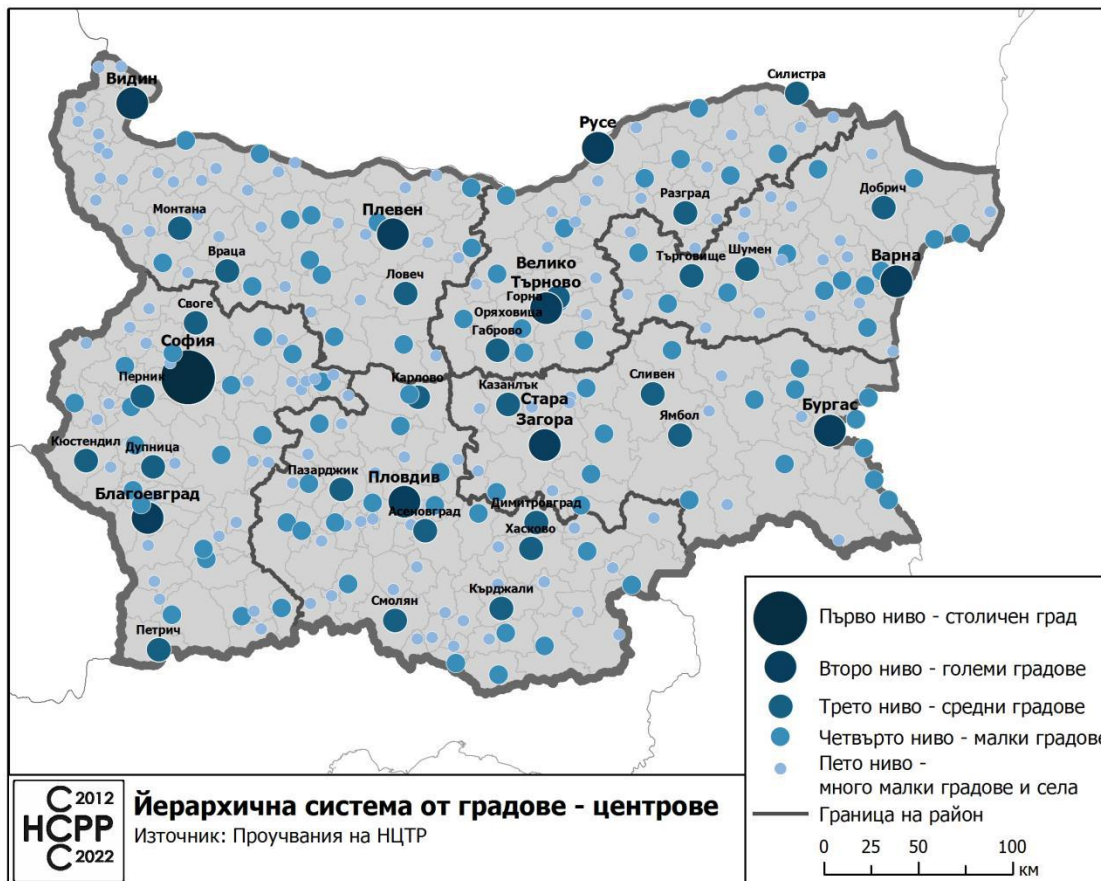 Видин
Силистра
Русе
Разград
Добрич
Монтана
Плевен
Враца
Ловеч
Търговище
Шумен
Варна
Велико
Търново
Горна
Оряховица
Габрово
Своге
София
Перник
Карлово
Казанлък
Стара
Загора
Сливен
Ямбол
Бургас
Кюстендил
Дупница
Благоевград
Пазарджик
Пловдив
Асеновград
Димитровград
Хасково
Кърджали
Смолян
Петрич
Първо ниво - столичен град
Второ ниво - големи градове
Трето ниво - средни градове
Четвърто ниво - малки градове
Пето ниво -
много малки градове и села
Граница на район
0 25 50 100
км
2012
НСРР
2022
Йерархична система от градове - центрове
Източник: Проучвания на НЦТР